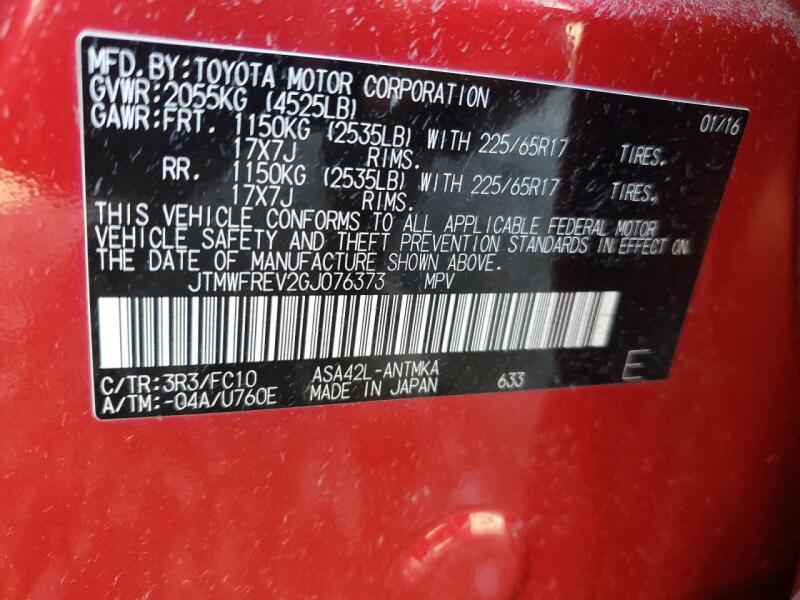 MFD. BY: TOYOTA MOTOR CORPORATION 01/16
GVWR: 2055KG (4525LB)
GAWR: FRT. 1150KG (2535LB) WITH 225/65R17 TIRES.
17X7J RIMS.
RR. 1150KG (2535LB) WITH 225/65R17 TIRES.
17X7J RIMS.
THIS VEHICLE CONFORMS TO ALL APPLICABLE FEDERAL MOTOR
VEHICLE SAFETY AND THEFT PREVENTION STANDARDS IN EFFECT ON
THE DATE OF MANUFACTURE SHOWN ABOVE.
JTMWFREV2GJ076373 MPV
C/TR: 3R3/FC10 ASA42L-ANTMKA 633 E
A/TM: -04A/U760E MADE IN JAPAN